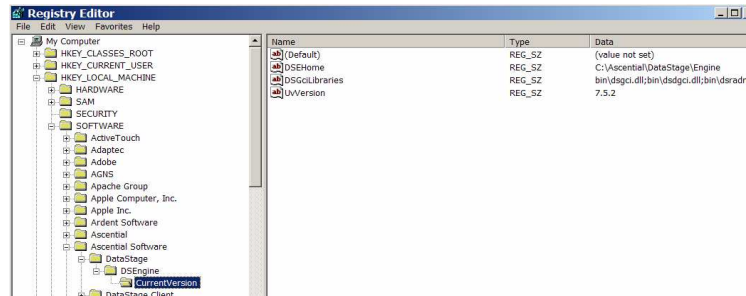 Registry Editor
File Edit View Favorites Help
My Computer
HKEY_CLASSES_ROOT
HKEY_CURRENT_USER
HKEY_LOCAL_MACHINE
HARDWARE
SAM
SECURITY
SOFTWARE
ActiveTouch
Adaptec
Adobe
AGNS
Apache Group
Apple Computer, Inc.
Apple Inc.
Ardent Software
Ascential
Ascential Software
DataStage
DSEngine
CurrentVersion
DataStage Client
Name Type Data
(Default) REG_SZ (value not set)
DSEHome REG_SZ C:\Ascential\DataStage\Engine
DSGciLibraries REG_SZ bin\dsgci.dll;bin\dsdgci.dll;bin\dsradr
UvVersion REG_SZ 7.5.2